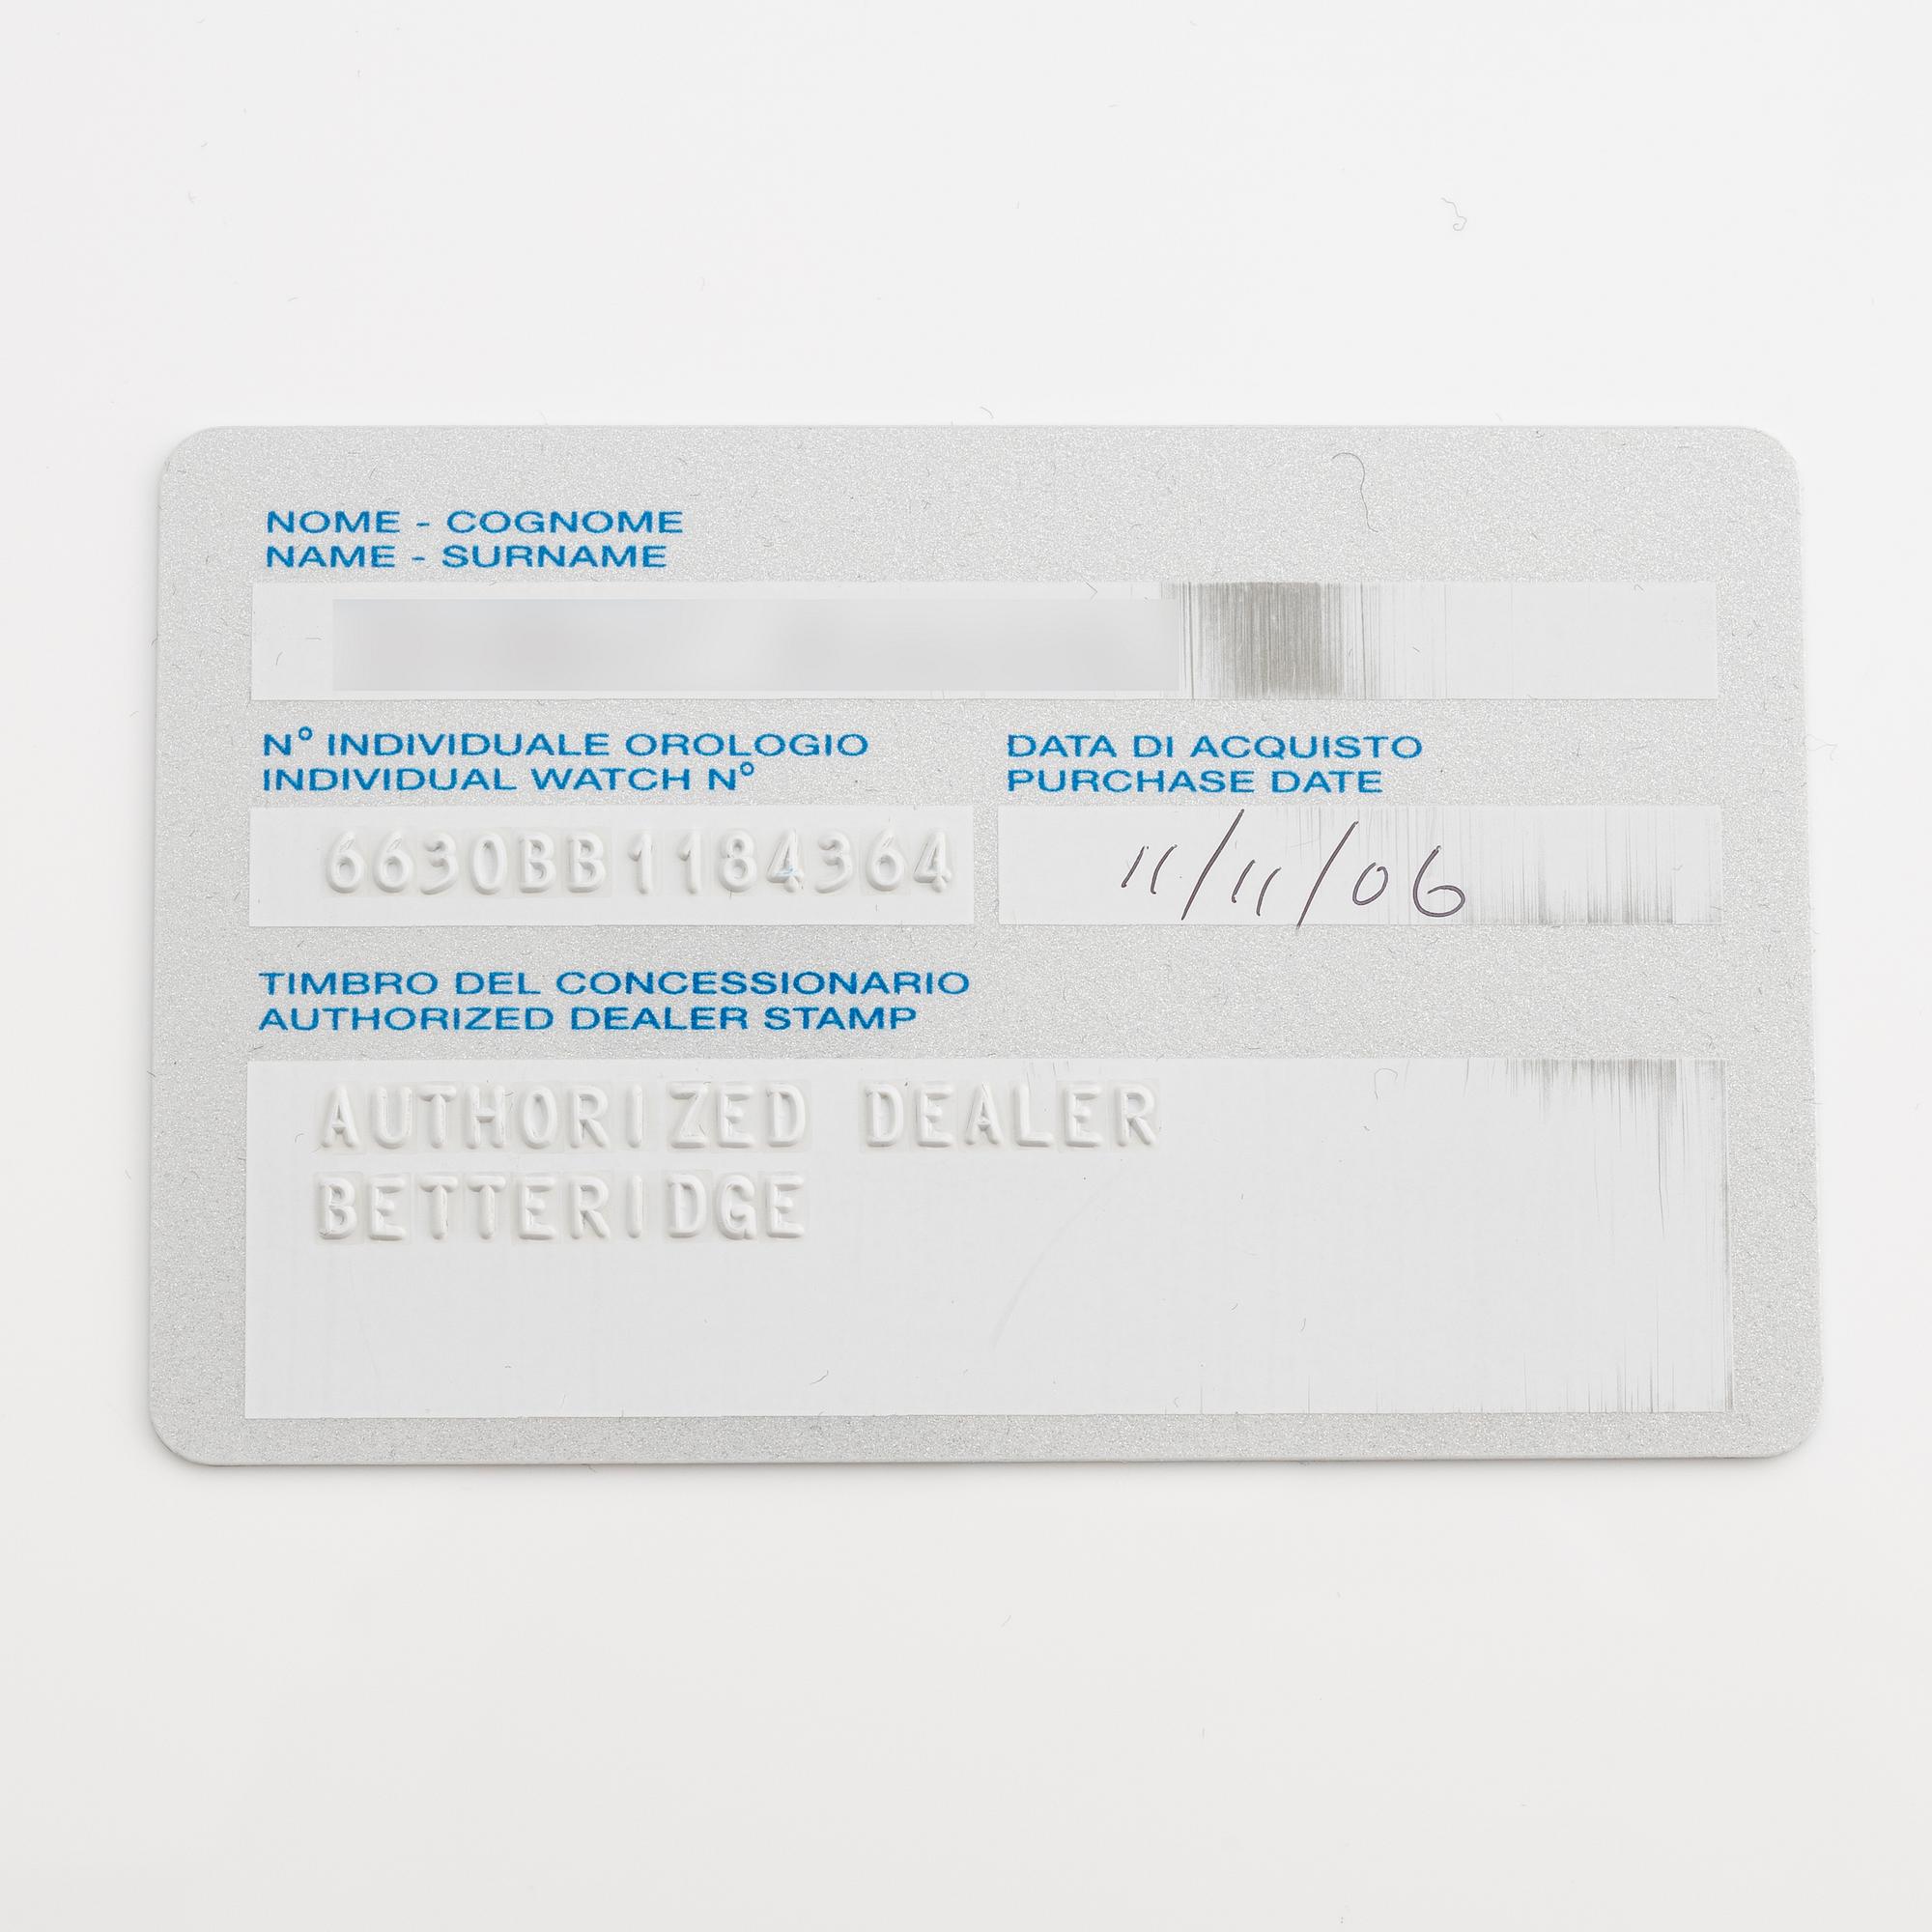 NOME - COGNOME
NAME - SURNAME
N° INDIVIDUALE OROLOGIO
INDIVIDUAL WATCH N°
DATA DI ACQUISTO
PURCHASE DATE
6630BB1184364
11/11/06
TIMBRO DEL CONCESSIONARIO
AUTHORIZED DEALER STAMP
AUTHORIZED DEALER
BETTERIDGE